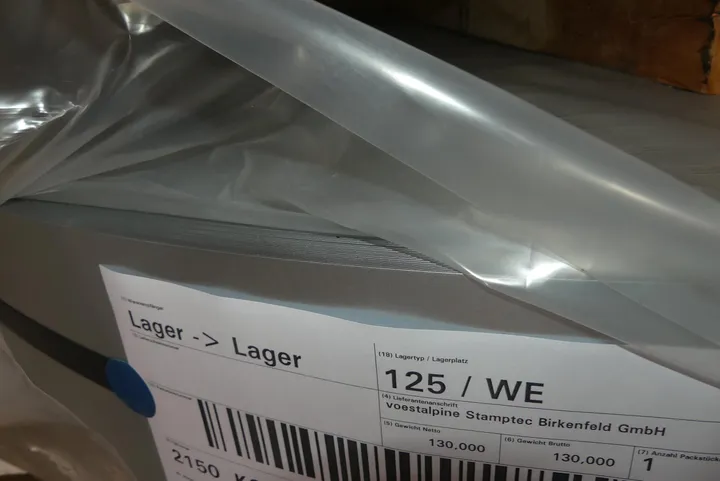 Lager -> Lager
(18) Lagertyp / Lagerplatz
125 / WE
(4) Lieferantenanschrift
voestalpine Stamptec Birkenfeld GmbH
(5) Gewicht Netto
130.000
(6) Gewicht Brutto
130.000
(7) Anzahl Packstück
1
2150